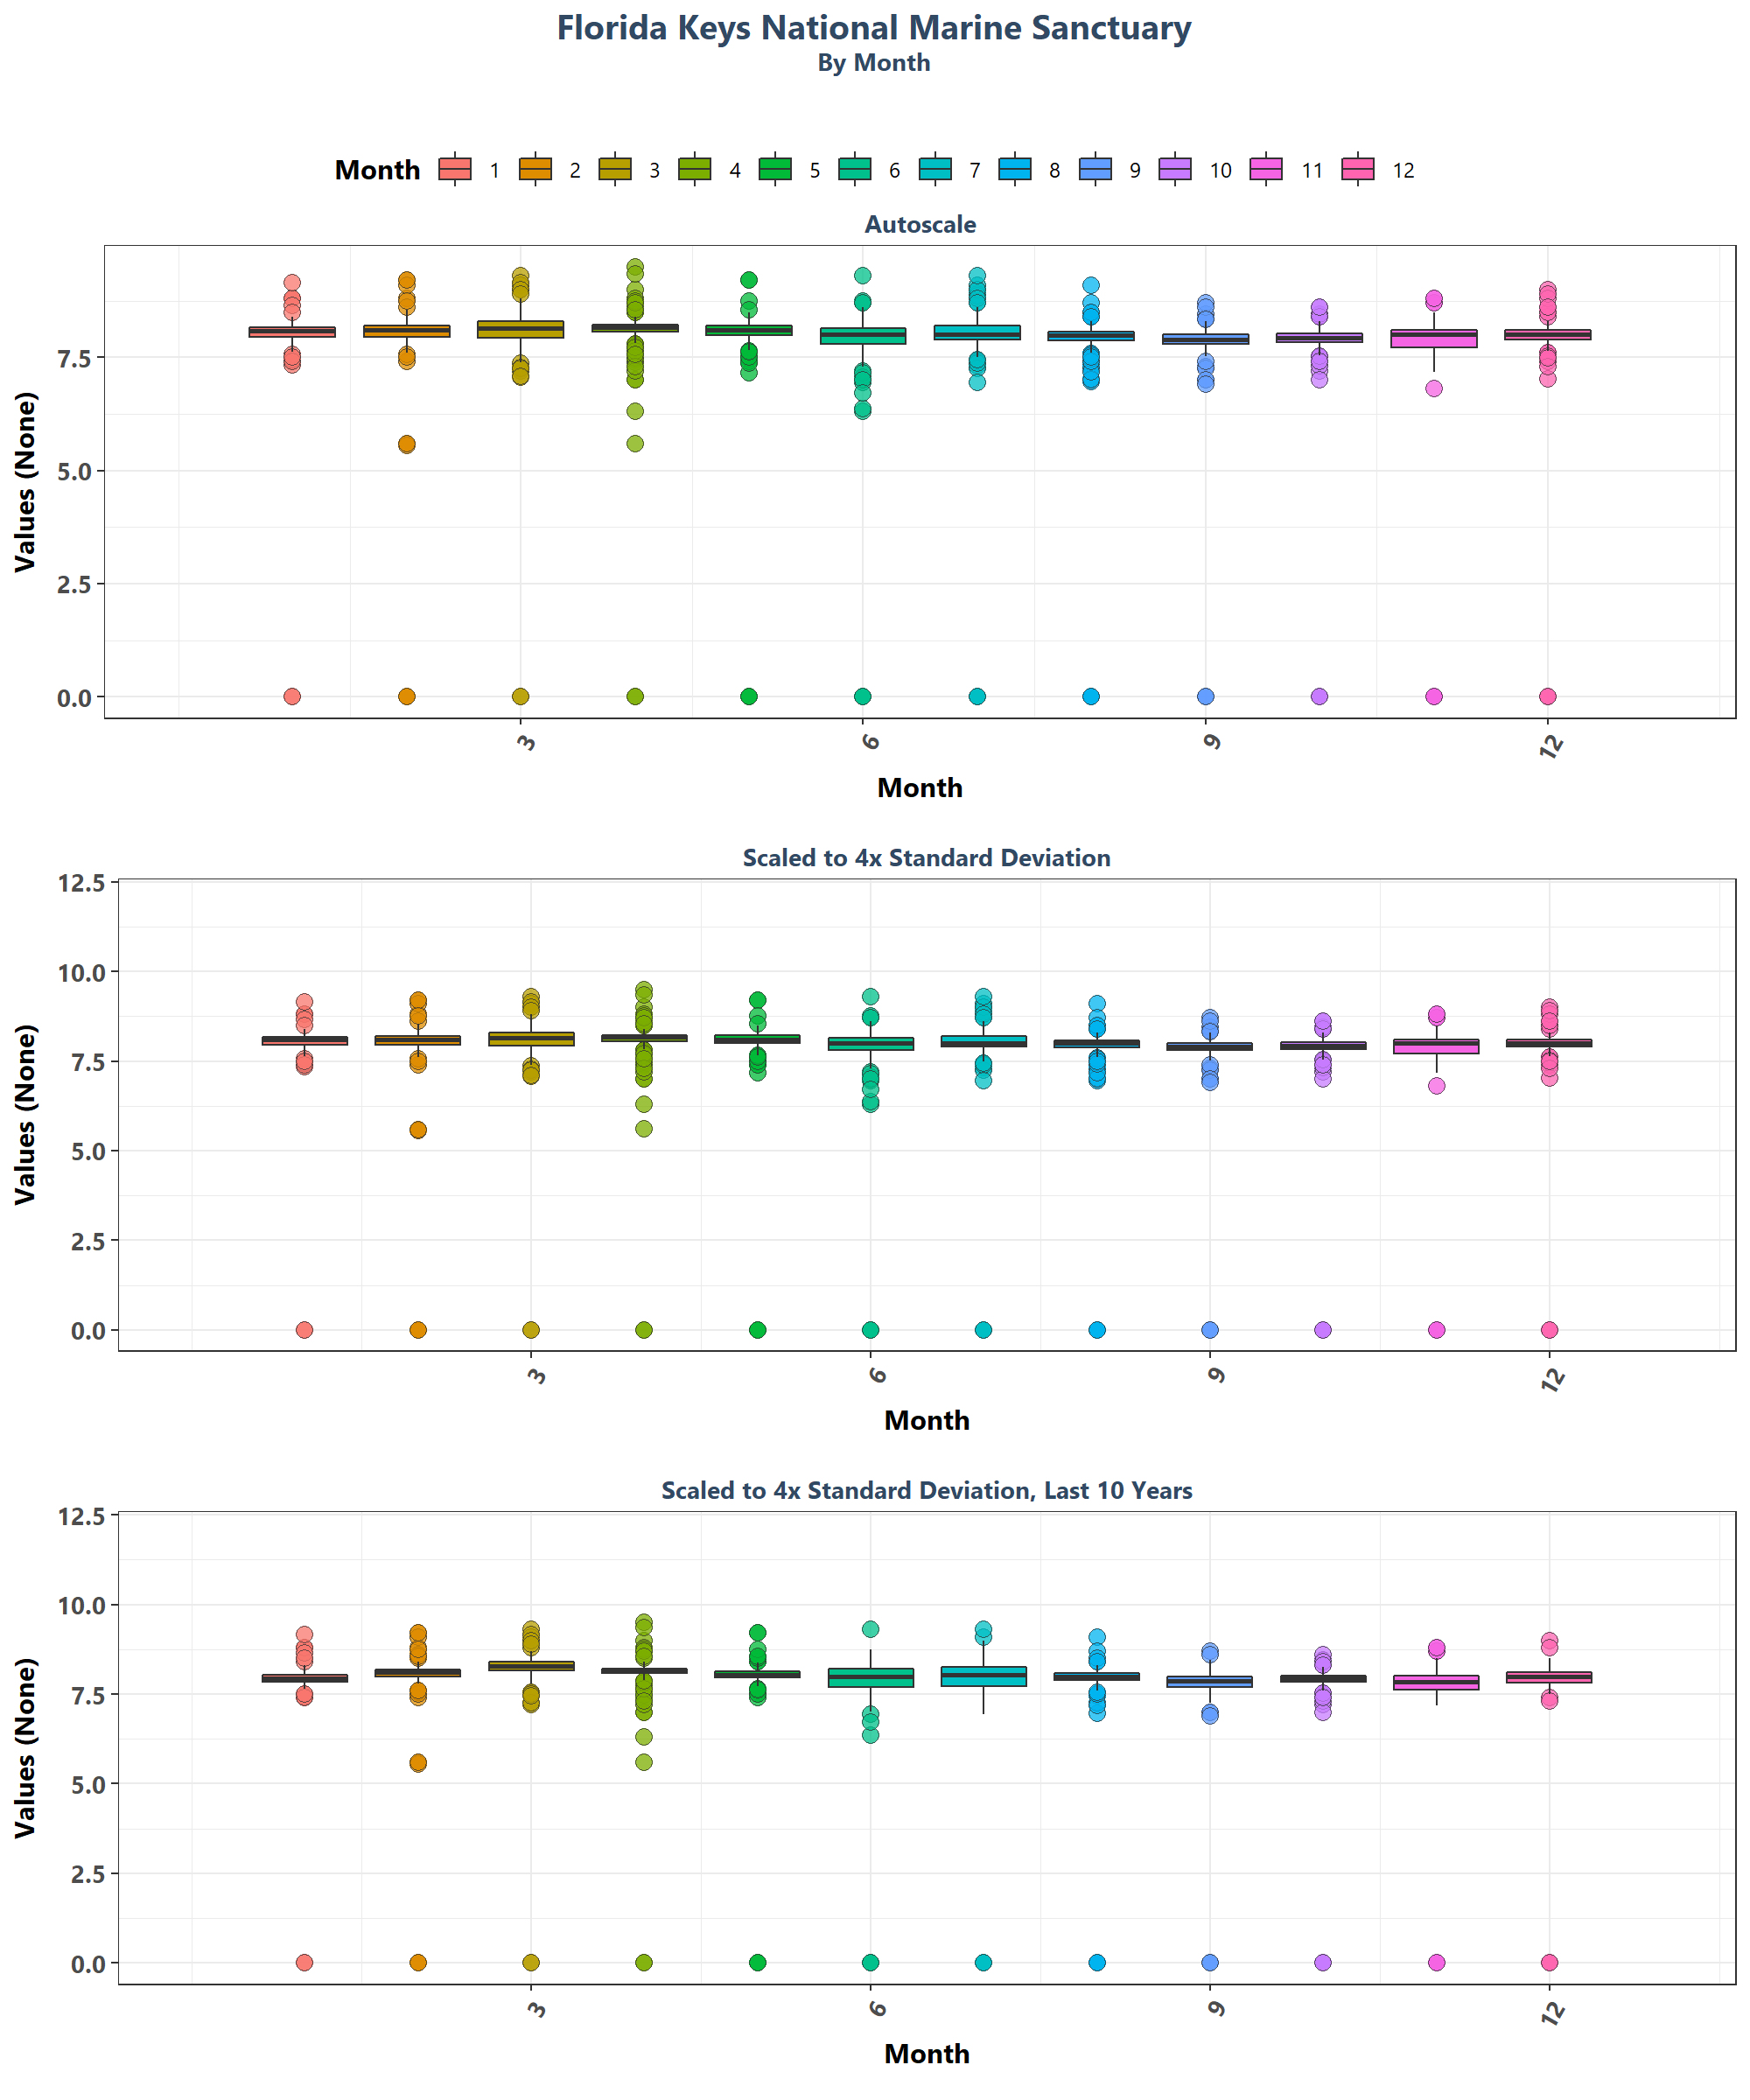 Florida Keys National Marine Sanctuary
By Month
Month 1 2 3 4 5 6 7 8 9 10 11 12
Autoscale
7.5
5.0
2.5
0.0
Values (None)
3 6 9 12
Month
Scaled to 4x Standard Deviation
12.5
10.0
7.5
5.0
2.5
0.0
Values (None)
3 6 9 12
Month
Scaled to 4x Standard Deviation, Last 10 Years
12.5
10.0
7.5
5.0
2.5
0.0
Values (None)
3 6 9 12
Month